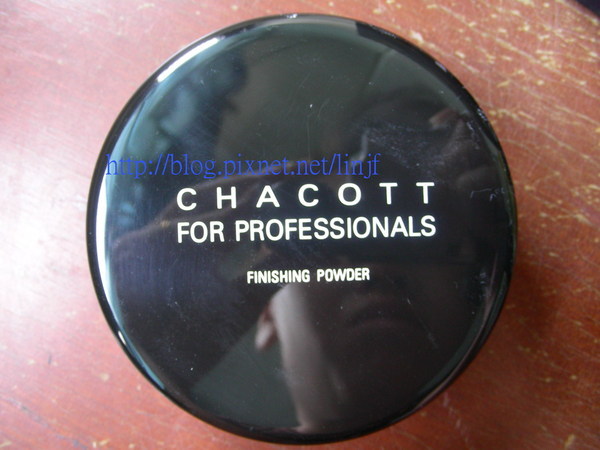 http://blog.pixnet.net/linjf
CHACOTT
FOR PROFESSIONALS
FINISHING POWDER